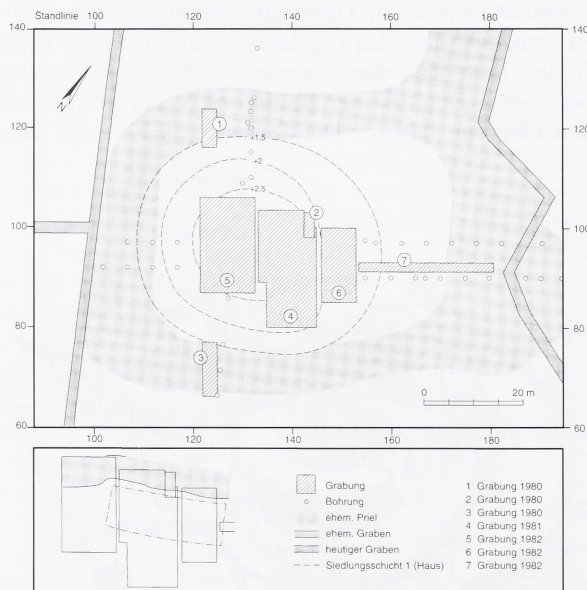 Standlinie 100 120 140 160 180
140 140
120 120
100 100
80 80
60 60
N
1
+1,5
+2
+2,5
2
7
5
6
4
3
0 20 m
100 120 140 160 180
Grabung
Bohrung
ehem. Priel
ehem. Graben
heutiger Graben
Siedlungsschicht 1 (Haus)
1 Grabung 1980
2 Grabung 1980
3 Grabung 1980
4 Grabung 1981
5 Grabung 1982
6 Grabung 1982
7 Grabung 1982